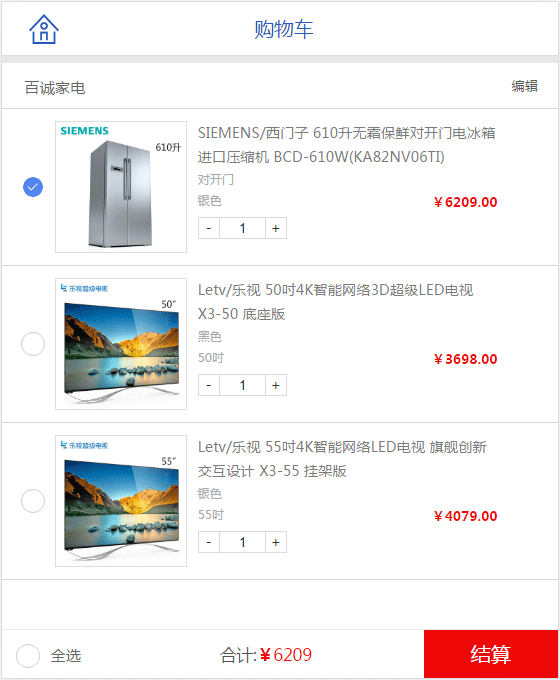 购物车
百诚家电
编辑
SIEMENS
610升
SIEMENS/西门子 610升无霜保鲜对开门电冰箱
进口压缩机 BCD-610W(KA82NV06TI)
对开门
银色
￥6209.00
- 1 +
乐视超级电视
50"
Letv/乐视 50吋4K智能网络3D超级LED电视
X3-50 底座版
黑色
50吋
￥3698.00
- 1 +
乐视超级电视
55"
Letv/乐视 55吋4K智能网络LED电视 旗舰创新
交互设计 X3-55 挂架版
银色
55吋
￥4079.00
- 1 +
全选
合计:￥6209
结算